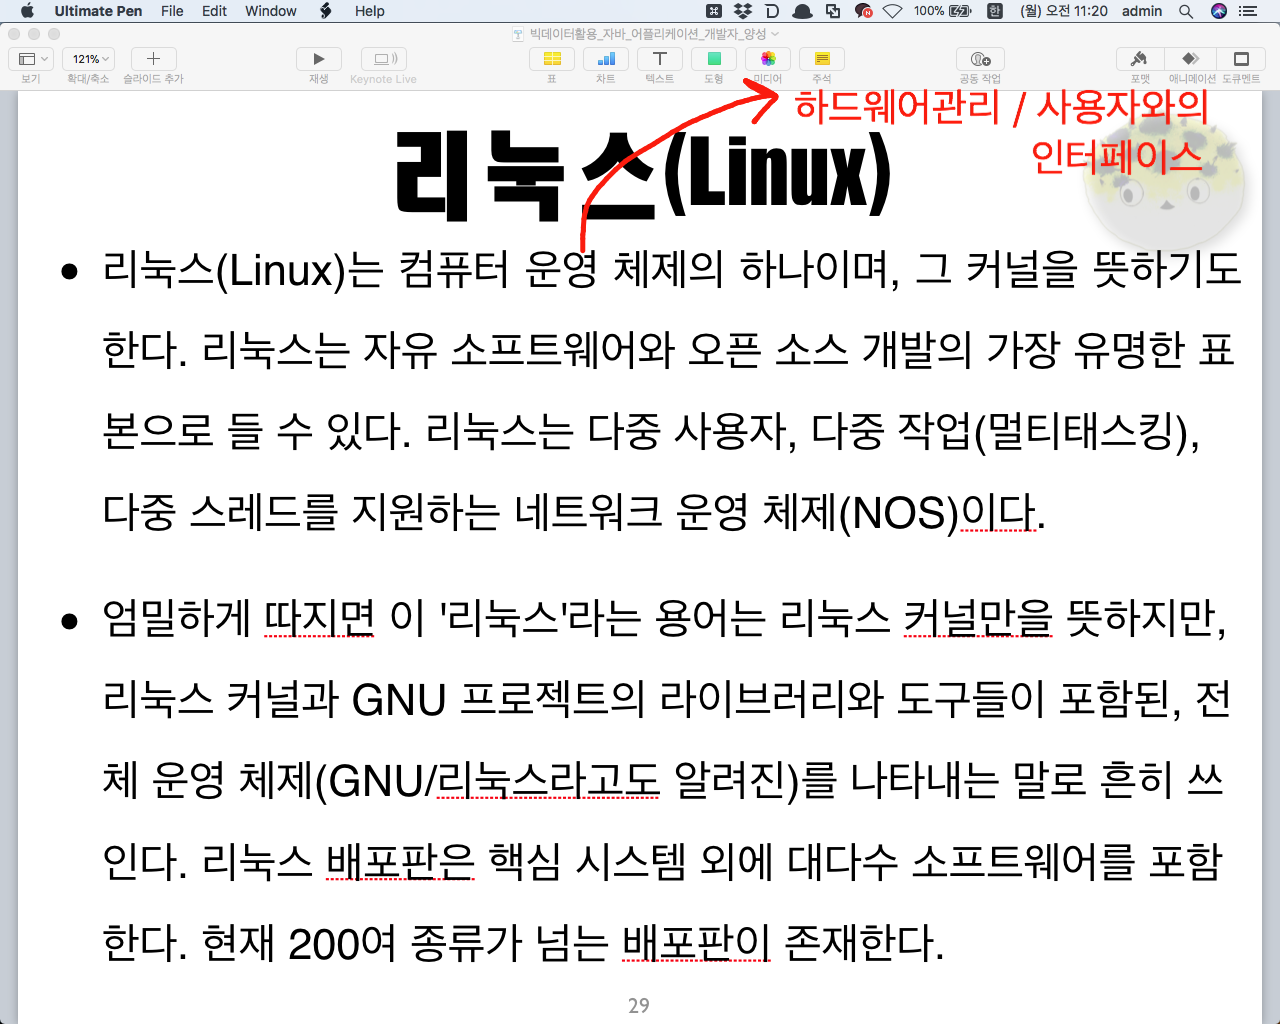 Ultimate Pen File Edit Window Help 100% 한 (월) 오전 11:20 admin
빅데이터활용_자바_어플리케이션_개발자_양성
121%
보기 확대/축소 슬라이드 추가 재생 Keynote Live 표 차트 텍스트 도형 미디어 주석 공동 작업 포맷 애니메이션 도큐멘트
하드웨어관리 / 사용자와의
인터페이스
리눅스(Linux)
• 리눅스(Linux)는 컴퓨터 운영 체제의 하나이며, 그 커널을 뜻하기도
한다. 리눅스는 자유 소프트웨어와 오픈 소스 개발의 가장 유명한 표
본으로 들 수 있다. 리눅스는 다중 사용자, 다중 작업(멀티태스킹),
다중 스레드를 지원하는 네트워크 운영 체제(NOS)이다.
• 엄밀하게 따지면 이 '리눅스'라는 용어는 리눅스 커널만을 뜻하지만,
리눅스 커널과 GNU 프로젝트의 라이브러리와 도구들이 포함된, 전
체 운영 체제(GNU/리눅스라고도 알려진)를 나타내는 말로 흔히 쓰
인다. 리눅스 배포판은 핵심 시스템 외에 대다수 소프트웨어를 포함
한다. 현재 200여 종류가 넘는 배포판이 존재한다.
29